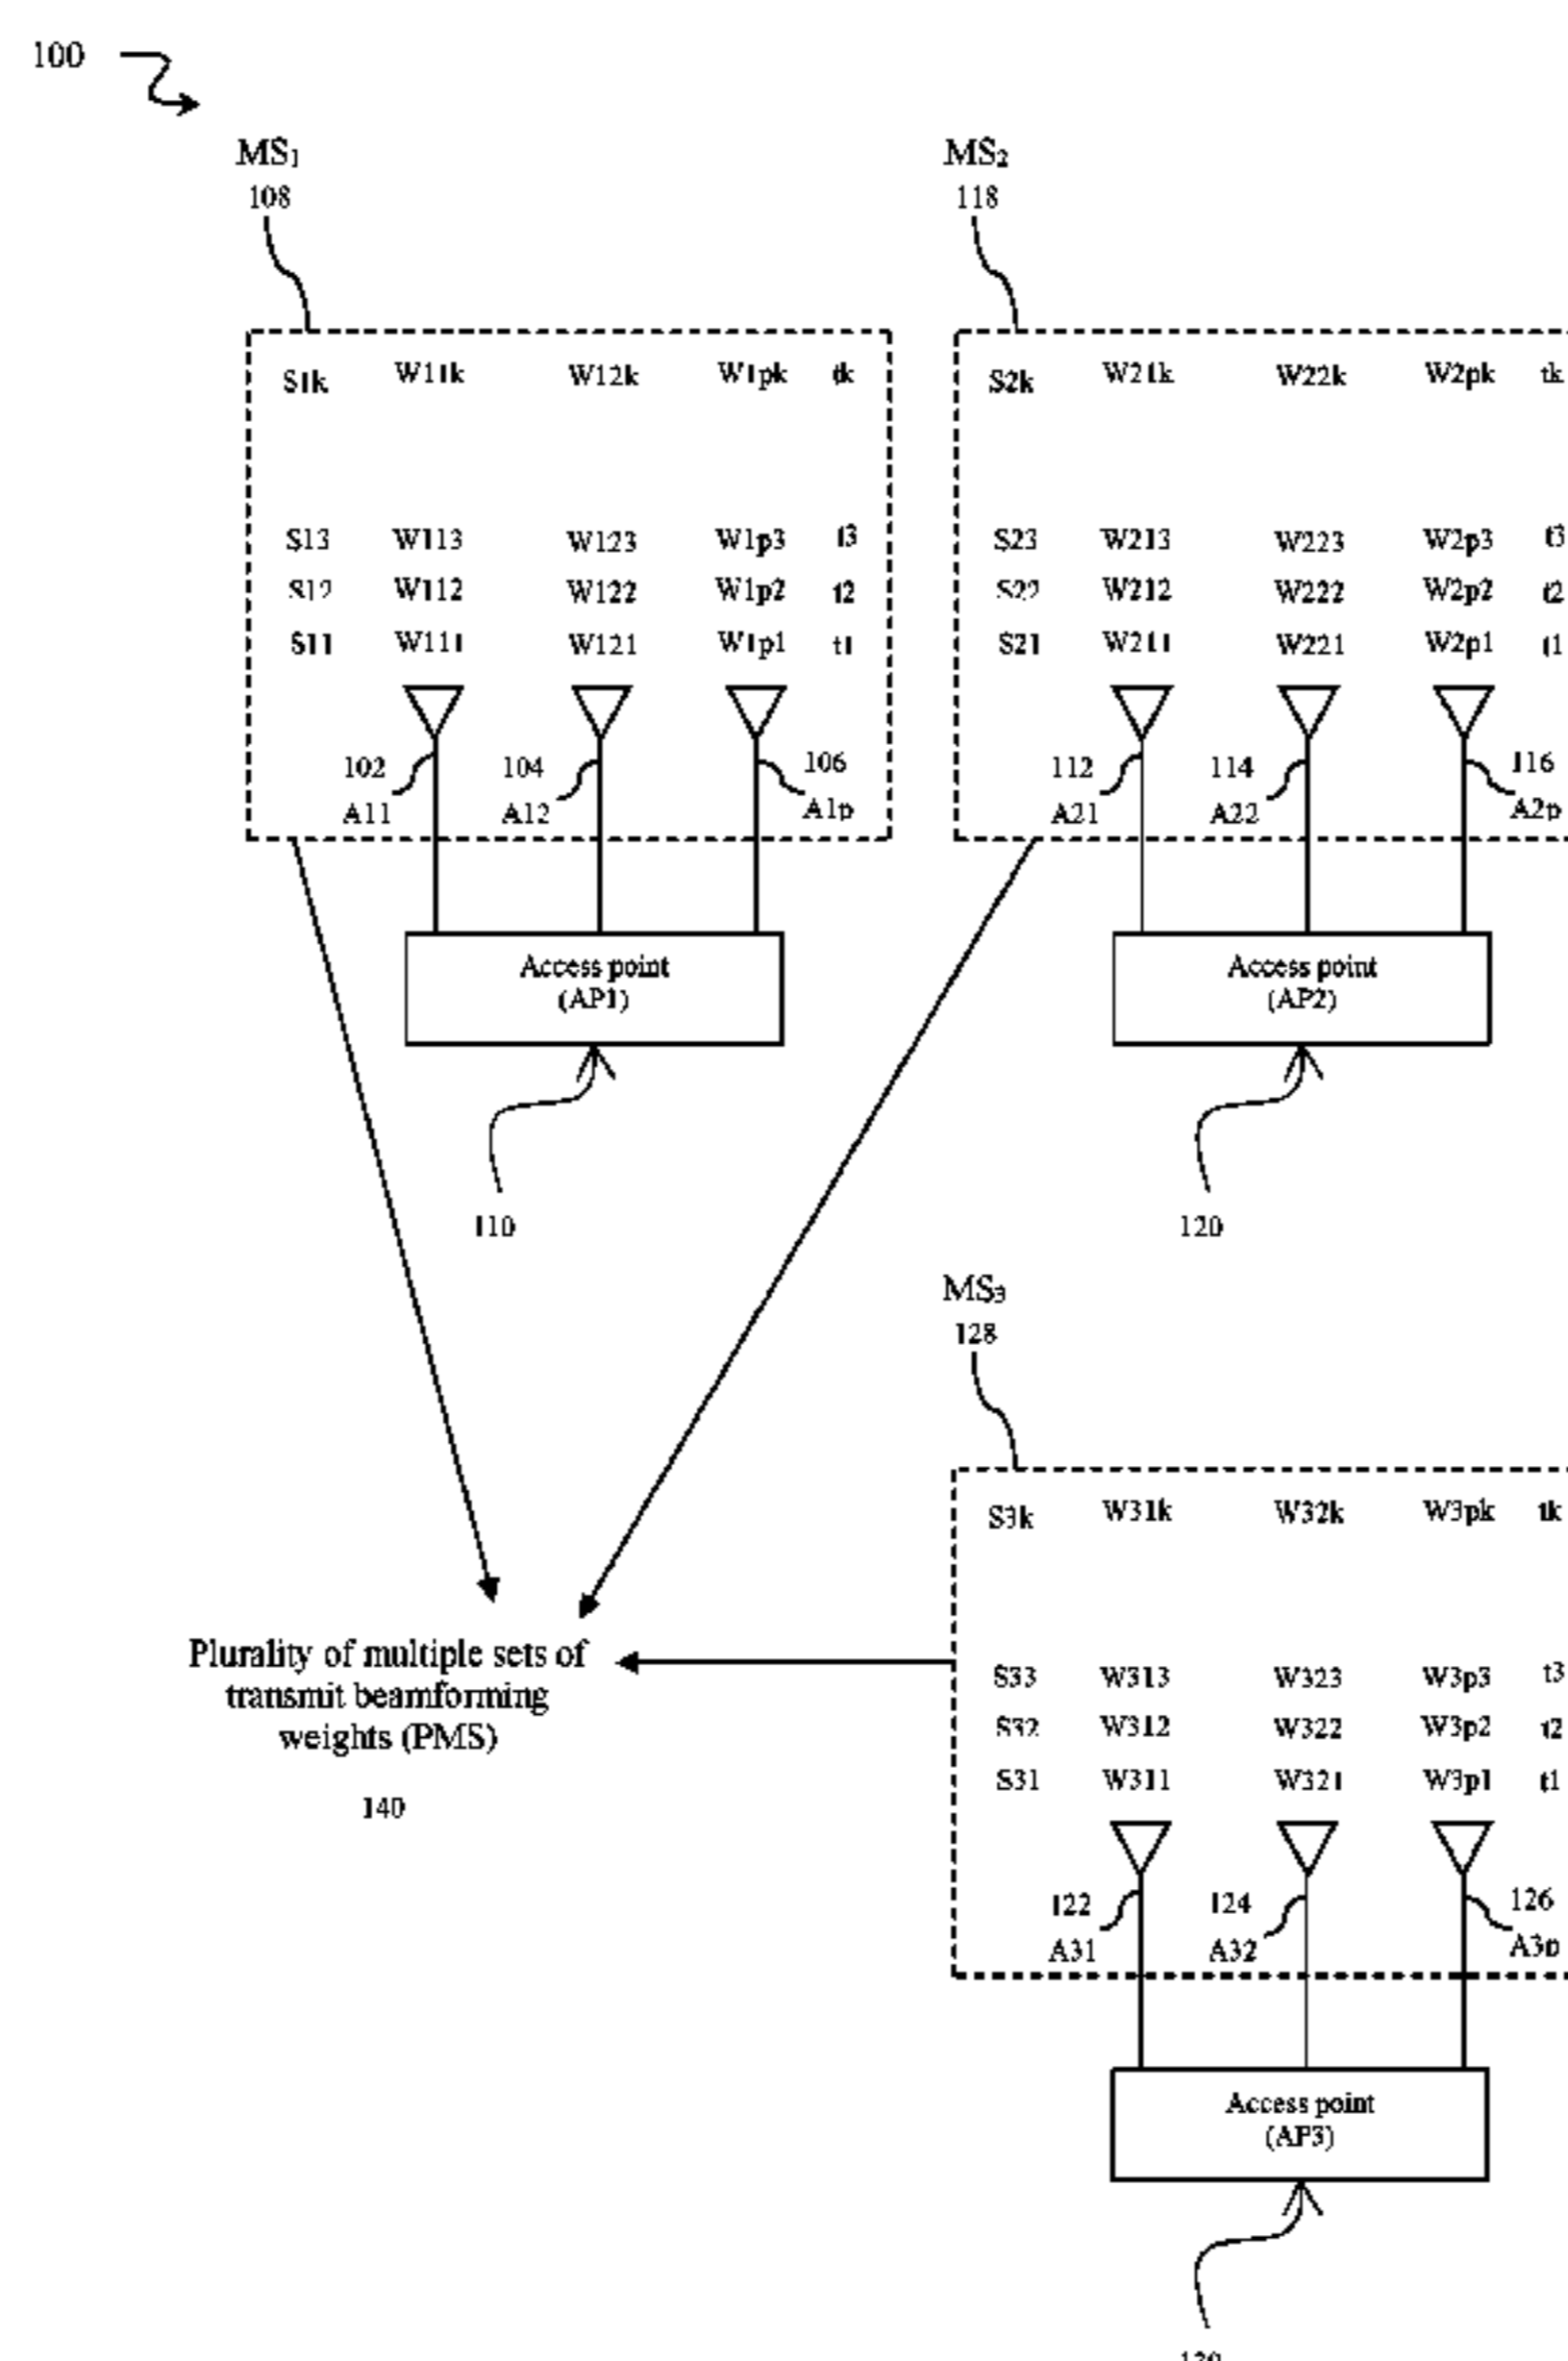 100
MS1
108
MS2
118
S1k W11k W12k W1pk tk
S13 W113 W123 W1p3 t3
S12 W112 W122 W1p2 t2
S11 W111 W121 W1p1 t1
102 104 106
A11 A12 A1p
Access point
(AP1)
110
S2k W21k W22k W2pk tk
S23 W213 W223 W2p3 t3
S22 W212 W222 W2p2 t2
S21 W211 W221 W2p1 t1
112 114 116
A21 A22 A2p
Access point
(AP2)
120
MS3
128
S3k W31k W32k W3pk tk
S33 W313 W323 W3p3 t3
S32 W312 W322 W3p2 t2
S31 W311 W321 W3p1 t1
122 124 126
A31 A32 A3p
Access point
(AP3)
Plurality of multiple sets of
transmit beamforming
weights (PMS)
140